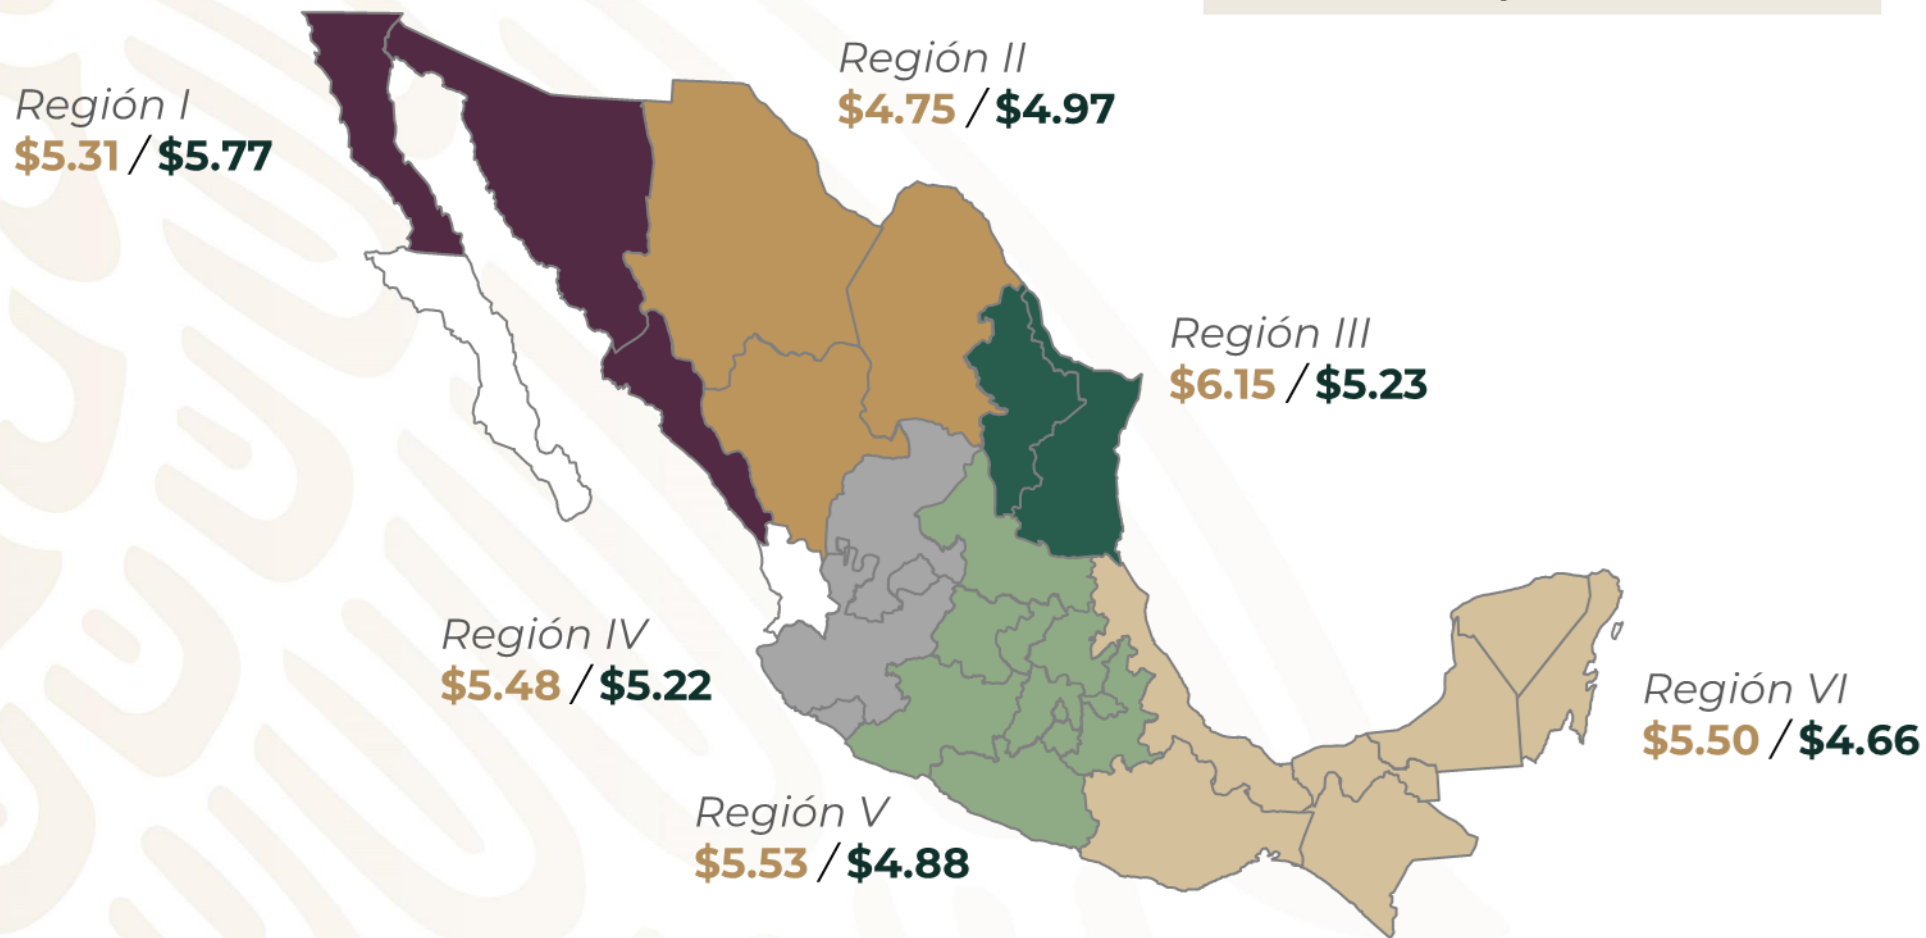 Región I
$5.31 / $5.77
Región II
$4.75 / $4.97
Región III
$6.15 / $5.23
Región IV
$5.48 / $5.22
Región V
$5.53 / $4.88
Región VI
$5.50 / $4.66